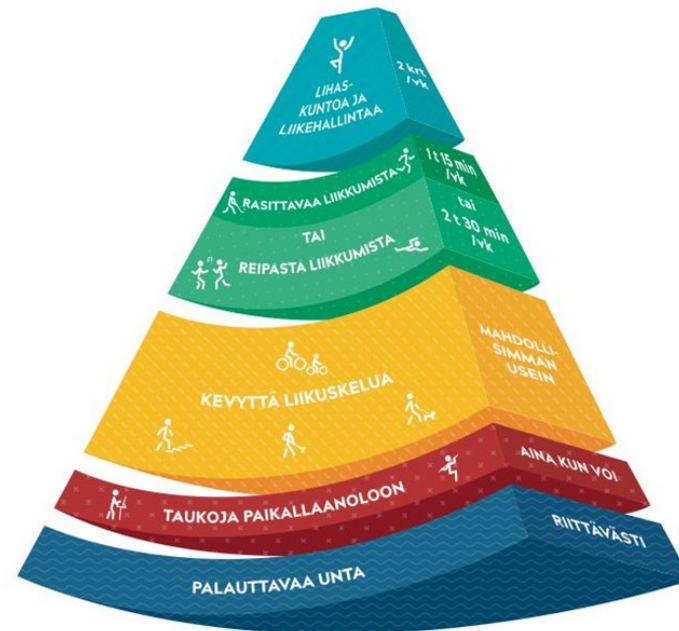 LIHAS-
KUNTOA JA
LIIKEHALLINTAA
2 krt
/vk
RASITTAVAA LIIKKUMISTA
1 t 15 min
/vk
TAI
tai
REIPASTA LIIKKUMISTA
2 t 30 min
/vk
KEVYTTÄ LIIKUSKELUA
MAHDOLLI-
SIMMAN
USEIN
TAUKOJA PAIKALLAANOLOON
AINA KUN VOI
PALAUTTAVAA UNTA
RIITTÄVÄSTI